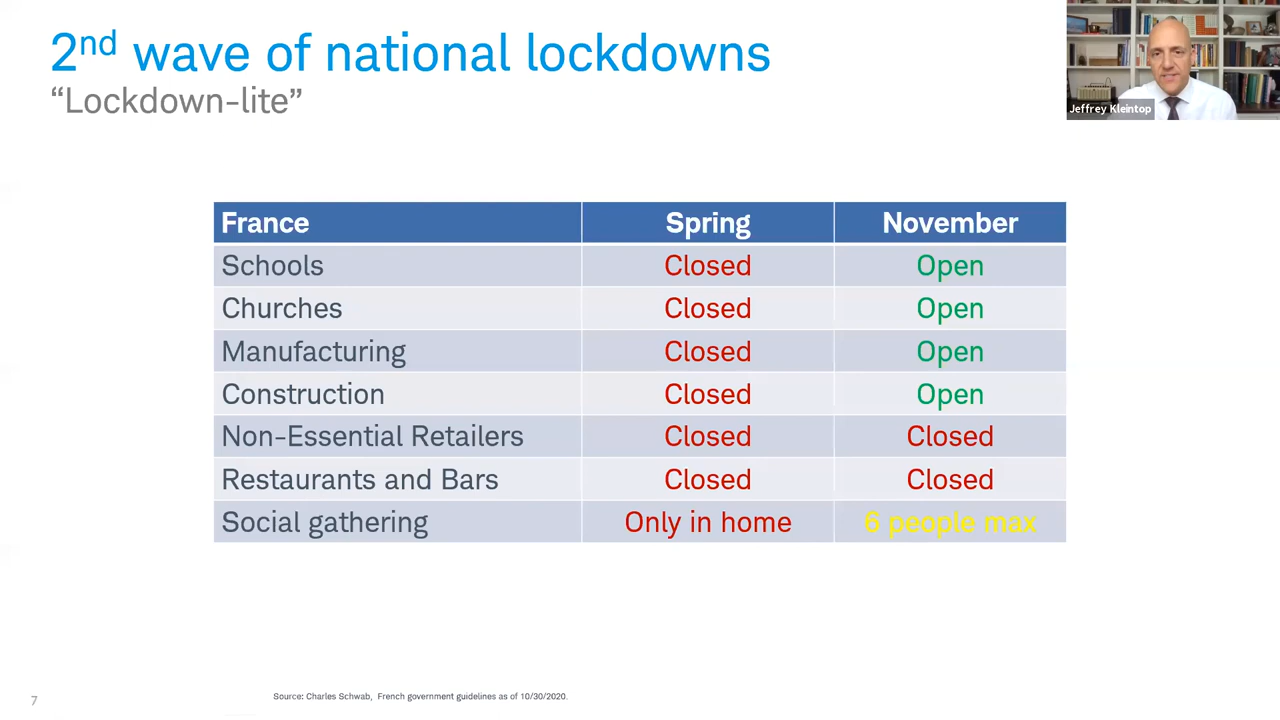 2nd wave of national lockdowns
“Lockdown-lite”
Jeffrey Kleintop
France Spring November
Schools Closed Open
Churches Closed Open
Manufacturing Closed Open
Construction Closed Open
Non-Essential Retailers Closed Closed
Restaurants and Bars Closed Closed
Social gathering Only in home 6 people max
7
Source: Charles Schwab, French government guidelines as of 10/30/2020.